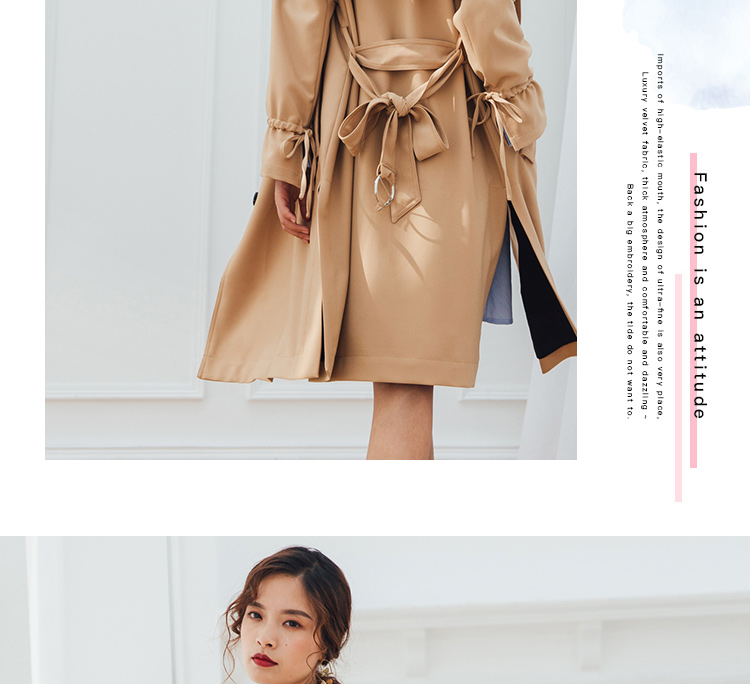 Fashion is an attitude
Imports of high-elastic mouth, the design of ultra-fine is also very place,
Luxury velvet fabric, thick atmosphere and comfortable and dazzling -
Back a big embroidery, the tide do not want to.